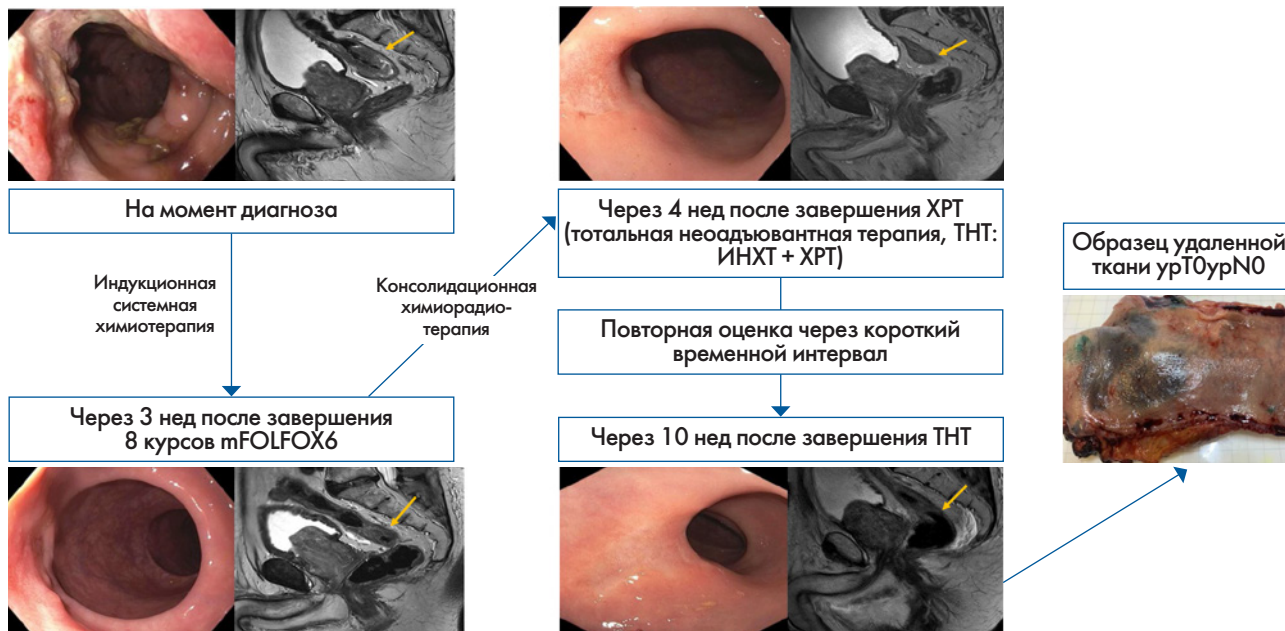 На момент диагноза
Индукционная
системная
химиотерапия
Через 3 нед после завершения
8 курсов mFOLFOX6
Консолидационная
химиорадио-
терапия
Через 4 нед после завершения ХРТ
(тотальная неоадъювантная терапия, ТНТ:
ИНХТ + ХРТ)
Повторная оценка через короткий
временной интервал
Через 10 нед после завершения ТНТ
Образец удаленной
ткани урТ0урN0